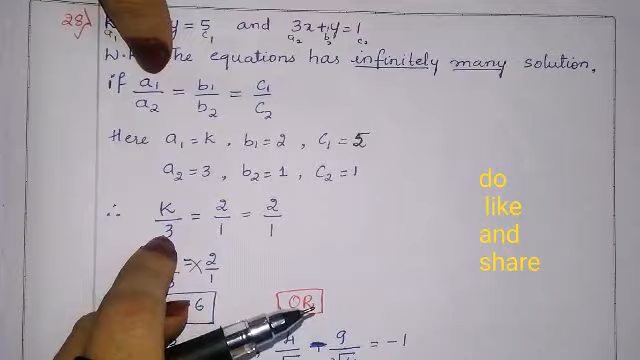 28) K y = 5 and 3x + y = 1
a₁ c₁ a₂ b₂ c₂
W.K. The equations has infinitely many solution.
if a₁/a₂ = b₁/b₂ = c₁/c₂
Here a₁ = K, b₁ = 2, c₁ = 5
a₂ = 3, b₂ = 1, c₂ = 1
∴ K/3 = 2/1 = 2/1
= 2/1
= 6
OR
9 = -1
do
like
and
share